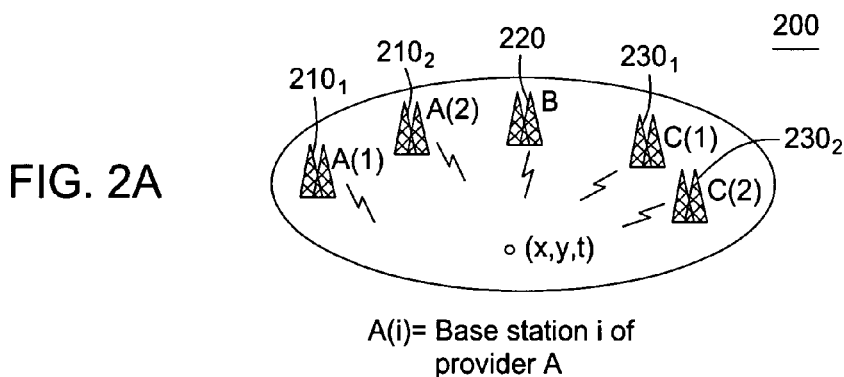 200
210₁
210₂
220
230₁
230₂
A(1)
A(2)
B
C(1)
C(2)
FIG. 2A
(x,y,t)
A(i)= Base station i of
provider A